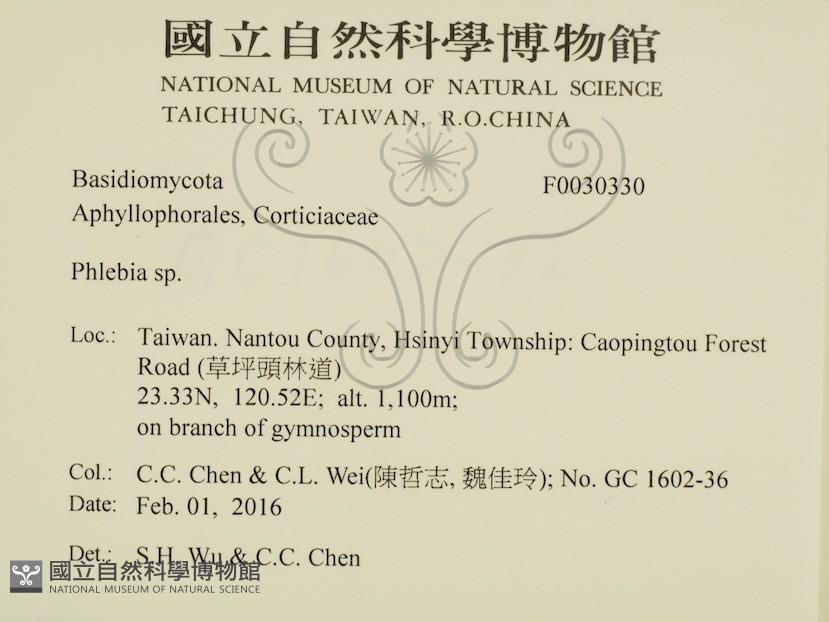 國立自然科學博物館
NATIONAL MUSEUM OF NATURAL SCIENCE
TAICHUNG, TAIWAN, R.O.CHINA
Basidiomycota F0030330
Aphyllophorales, Corticiaceae
Phlebia sp.
Loc.: Taiwan. Nantou County, Hsinyi Township: Caopingtou Forest
Road (草坪頭林道)
23.33N, 120.52E; alt. 1,100m;
on branch of gymnosperm
Col.: C.C. Chen & C.L. Wei(陳哲志, 魏佳玲); No. GC 1602-36
Date: Feb. 01, 2016
Det.: S.H. Wu & C.C. Chen
國立自然科學博物館
NATIONAL MUSEUM OF NATURAL SCIENCE